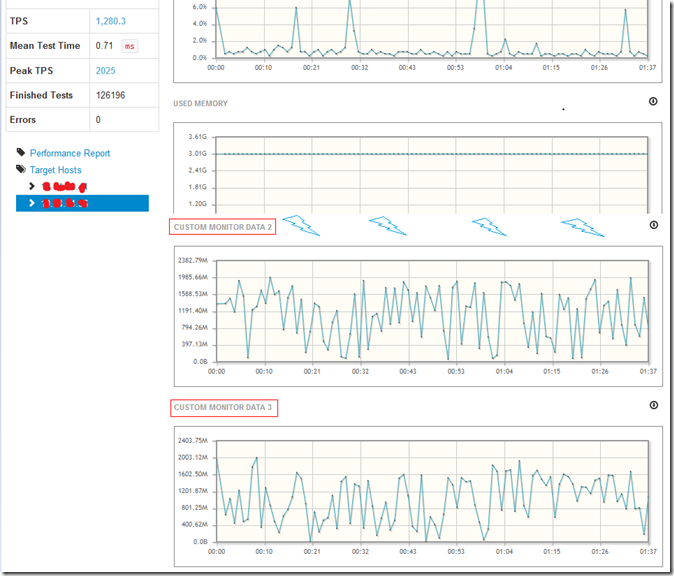 TPS 1,280.3
Mean Test Time 0.71 ms
Peak TPS 2025
Finished Tests 126196
Errors 0
Performance Report
Target Hosts
6.0%
4.0%
2.0%
0.0%
00:00 00:10 00:21 00:32 00:43 00:53 01:04 01:15 01:26 01:37
USED MEMORY
3.61G
3.01G
2.41G
1.81G
1.20G
CUSTOM MONITOR DATA 2
2382.79M
1985.66M
1588.53M
1191.40M
794.26M
397.13M
0.0B
00:00 00:10 00:21 00:32 00:43 00:53 01:04 01:15 01:26 01:37
CUSTOM MONITOR DATA 3
2403.75M
2003.12M
1602.50M
1201.87M
801.25M
400.62M
0.0B
00:00 00:10 00:21 00:32 00:43 00:53 01:04 01:15 01:26 01:37